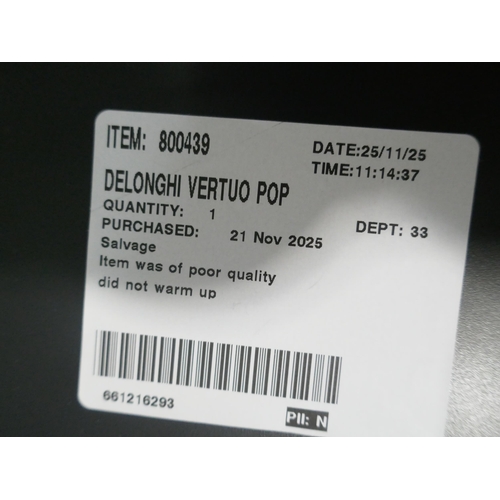 ITEM: 800439
DATE:25/11/25
TIME:11:14:37
DELONGHI VERTUO POP
QUANTITY: 1
PURCHASED: 21 Nov 2025
DEPT: 33
Salvage
Item was of poor quality
did not warm up
661216293
PII: N